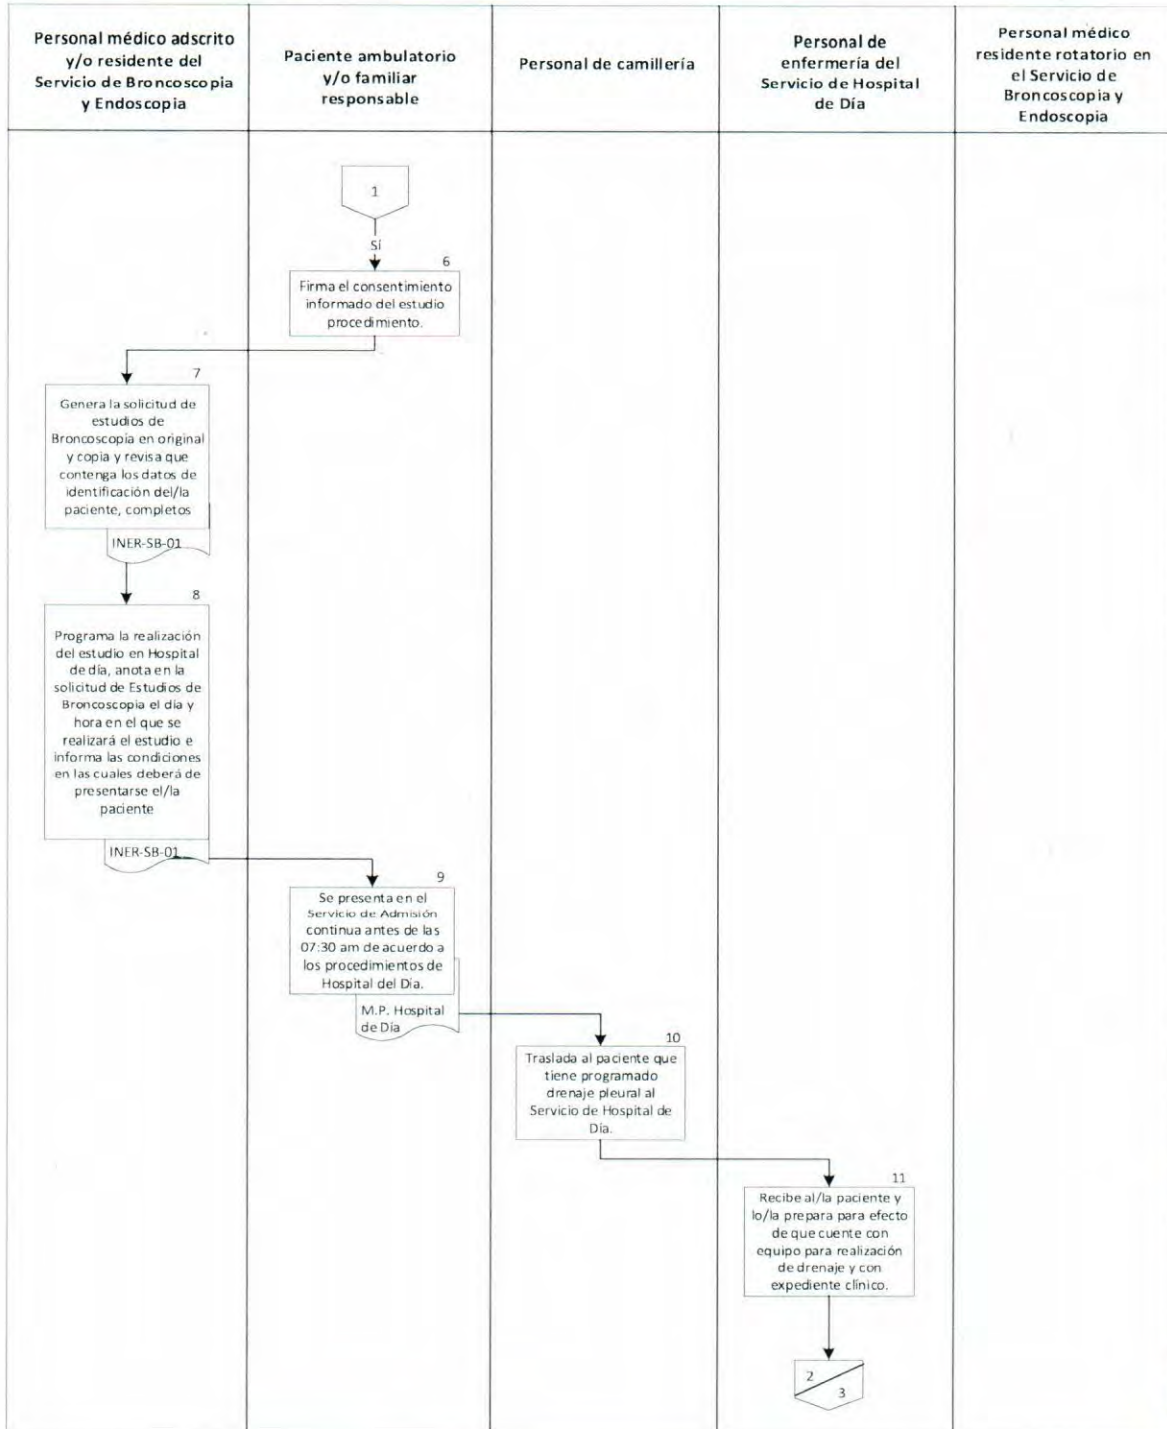 Personal médico adscrito
y/o residente del
Servicio de Broncoscopia
y Endoscopia
Paciente ambulatorio
y/o familiar
responsable
Personal de camillería
Personal de
enfermería del
Servicio de Hospital
de Día
Personal médico
residente rotatorio en
el Servicio de
Broncoscopia y
Endoscopia
1
Sí
6
Firma el consentimiento
informado del estudio
procedimiento.
7
Genera la solicitud de
estudios de
Broncoscopia en original
y copia y revisa que
contenga los datos de
identificación del/la
paciente, completos
INER-SB-01
8
Programa la realización
del estudio en Hospital
de día, anota en la
solicitud de Estudios de
Broncoscopia el día y
hora en el que se
realizará el estudio e
informa las condiciones
en las cuales deberá de
presentarse el/la
paciente
INER-SB-01
9
Se presenta en el
Servicio de Admisión
continua antes de las
07:30 am de acuerdo a
los procedimientos de
Hospital del Día.
M.P. Hospital
de Día
10
Traslada al paciente que
tiene programado
drenaje pleural al
Servicio de Hospital de
Día.
11
Recibe al/la paciente y
lo/la prepara para efecto
de que cuente con
equipo para realización
de drenaje y con
expediente clínico.
2
3